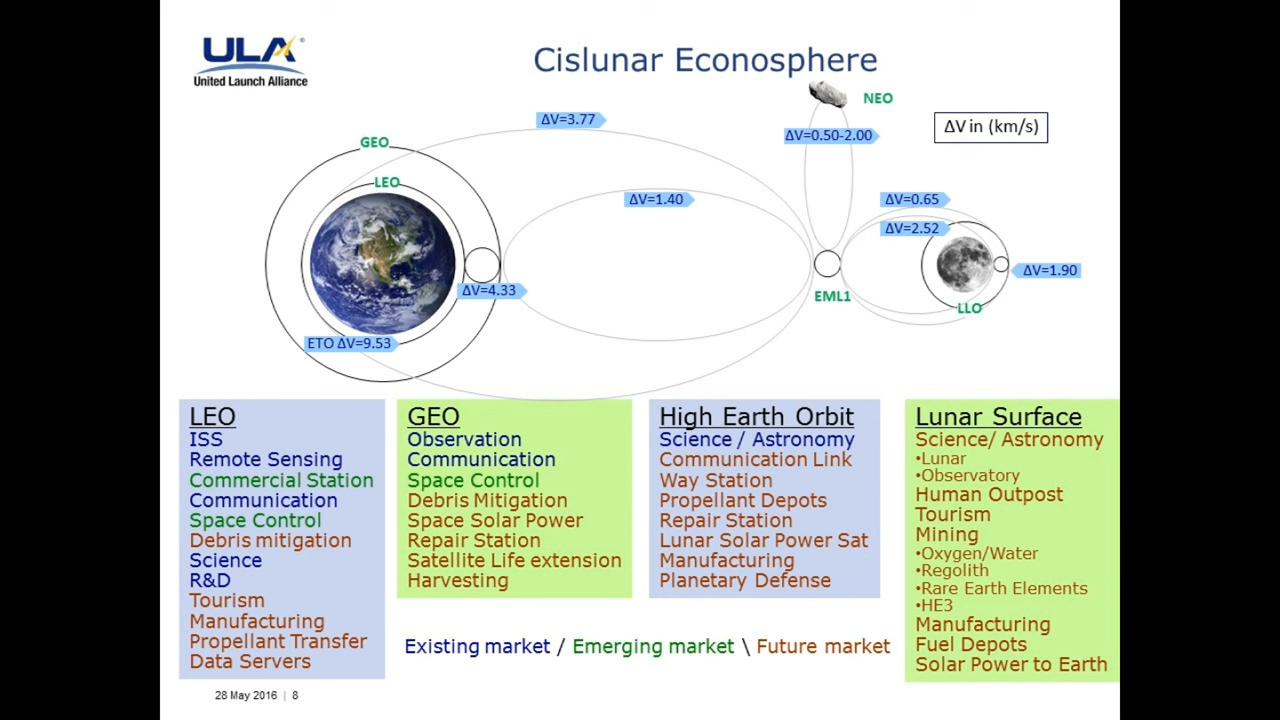 ULA
United Launch Alliance
Cislunar Econosphere
NEO
ΔV in (km/s)
ΔV=3.77
ΔV=0.50-2.00
GEO
LEO
ΔV=1.40
ΔV=0.65
ΔV=2.52
ΔV=1.90
ΔV=4.33
EML1
LLO
ETO ΔV=9.53
LEO
ISS
Remote Sensing
Commercial Station
Communication
Space Control
Debris mitigation
Science
R&D
Tourism
Manufacturing
Propellant Transfer
Data Servers
GEO
Observation
Communication
Space Control
Debris Mitigation
Space Solar Power
Repair Station
Satellite Life extension
Harvesting
High Earth Orbit
Science / Astronomy
Communication Link
Way Station
Propellant Depots
Repair Station
Lunar Solar Power Sat
Manufacturing
Planetary Defense
Lunar Surface
Science/ Astronomy
•Lunar
•Observatory
Human Outpost
Tourism
Mining
•Oxygen/Water
•Regolith
•Rare Earth Elements
•HE3
Manufacturing
Fuel Depots
Solar Power to Earth
Existing market / Emerging market \ Future market
28 May 2016 | 8